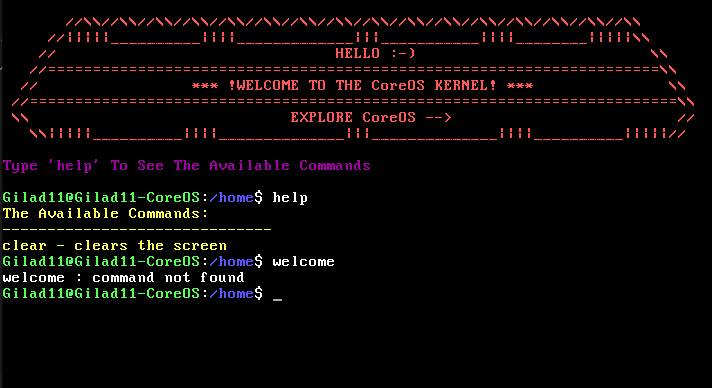 //\\//\\//\\//\\//\\//\\//\\//\\//\\//\\//\\//\\//\\//\\//\\//\\
//¦¦¦¦¦__________¦¦¦¦_____________¦¦¦___________¦¦¦¦________¦¦¦¦¦\\
// HELLO :-) \\
//====================================================================\\
// *** !WELCOME TO THE CoreOS KERNEL! *** \\
//========================================================================\\
\\ EXPLORE CoreOS --> //
\\¦¦¦¦¦__________¦¦¦¦______________¦¦¦______________¦¦¦¦__________¦¦¦¦¦//
Type 'help' To See The Available Commands
Gilad11@Gilad11-CoreOS:/home$ help
The Available Commands:
------------------------------
clear - clears the screen
Gilad11@Gilad11-CoreOS:/home$ welcome
welcome : command not found
Gilad11@Gilad11-CoreOS:/home$ _